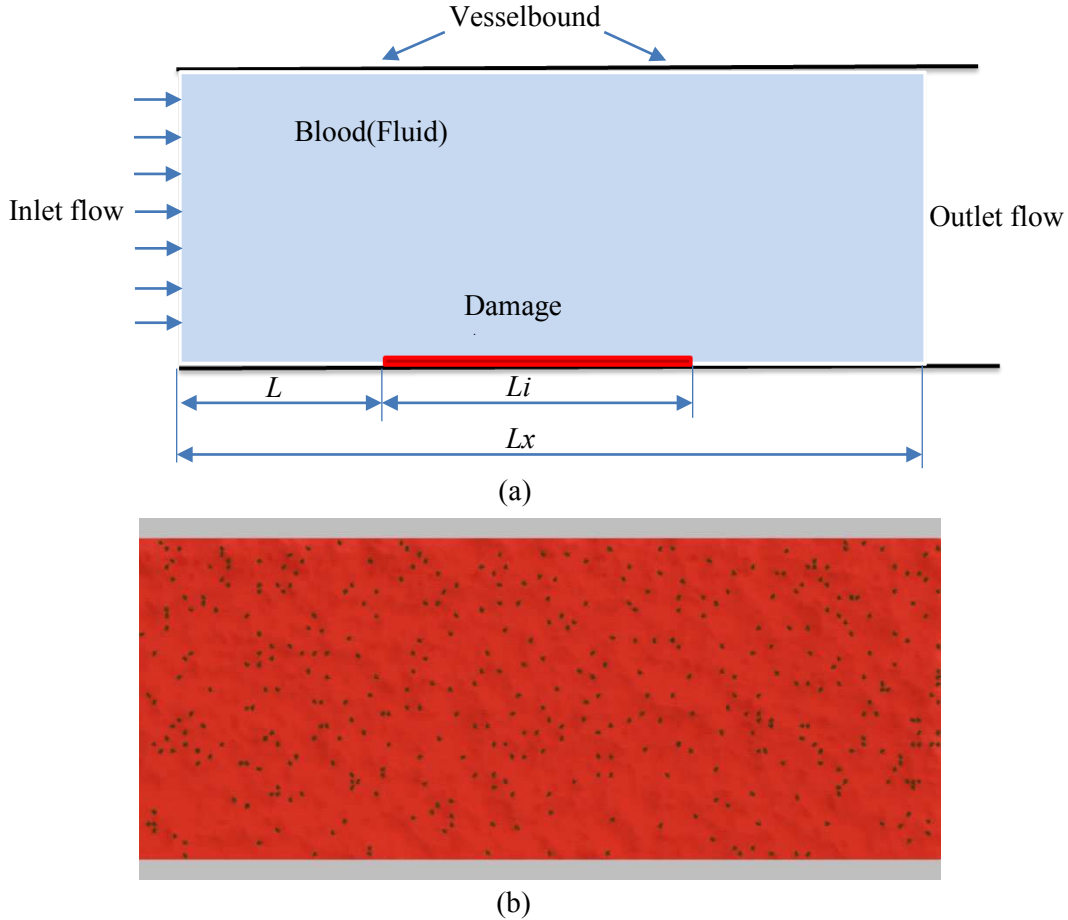 Vesselbound
Blood(Fluid)
Inlet flow
Outlet flow
Damage
L
Li
Lx
(a)
(b)